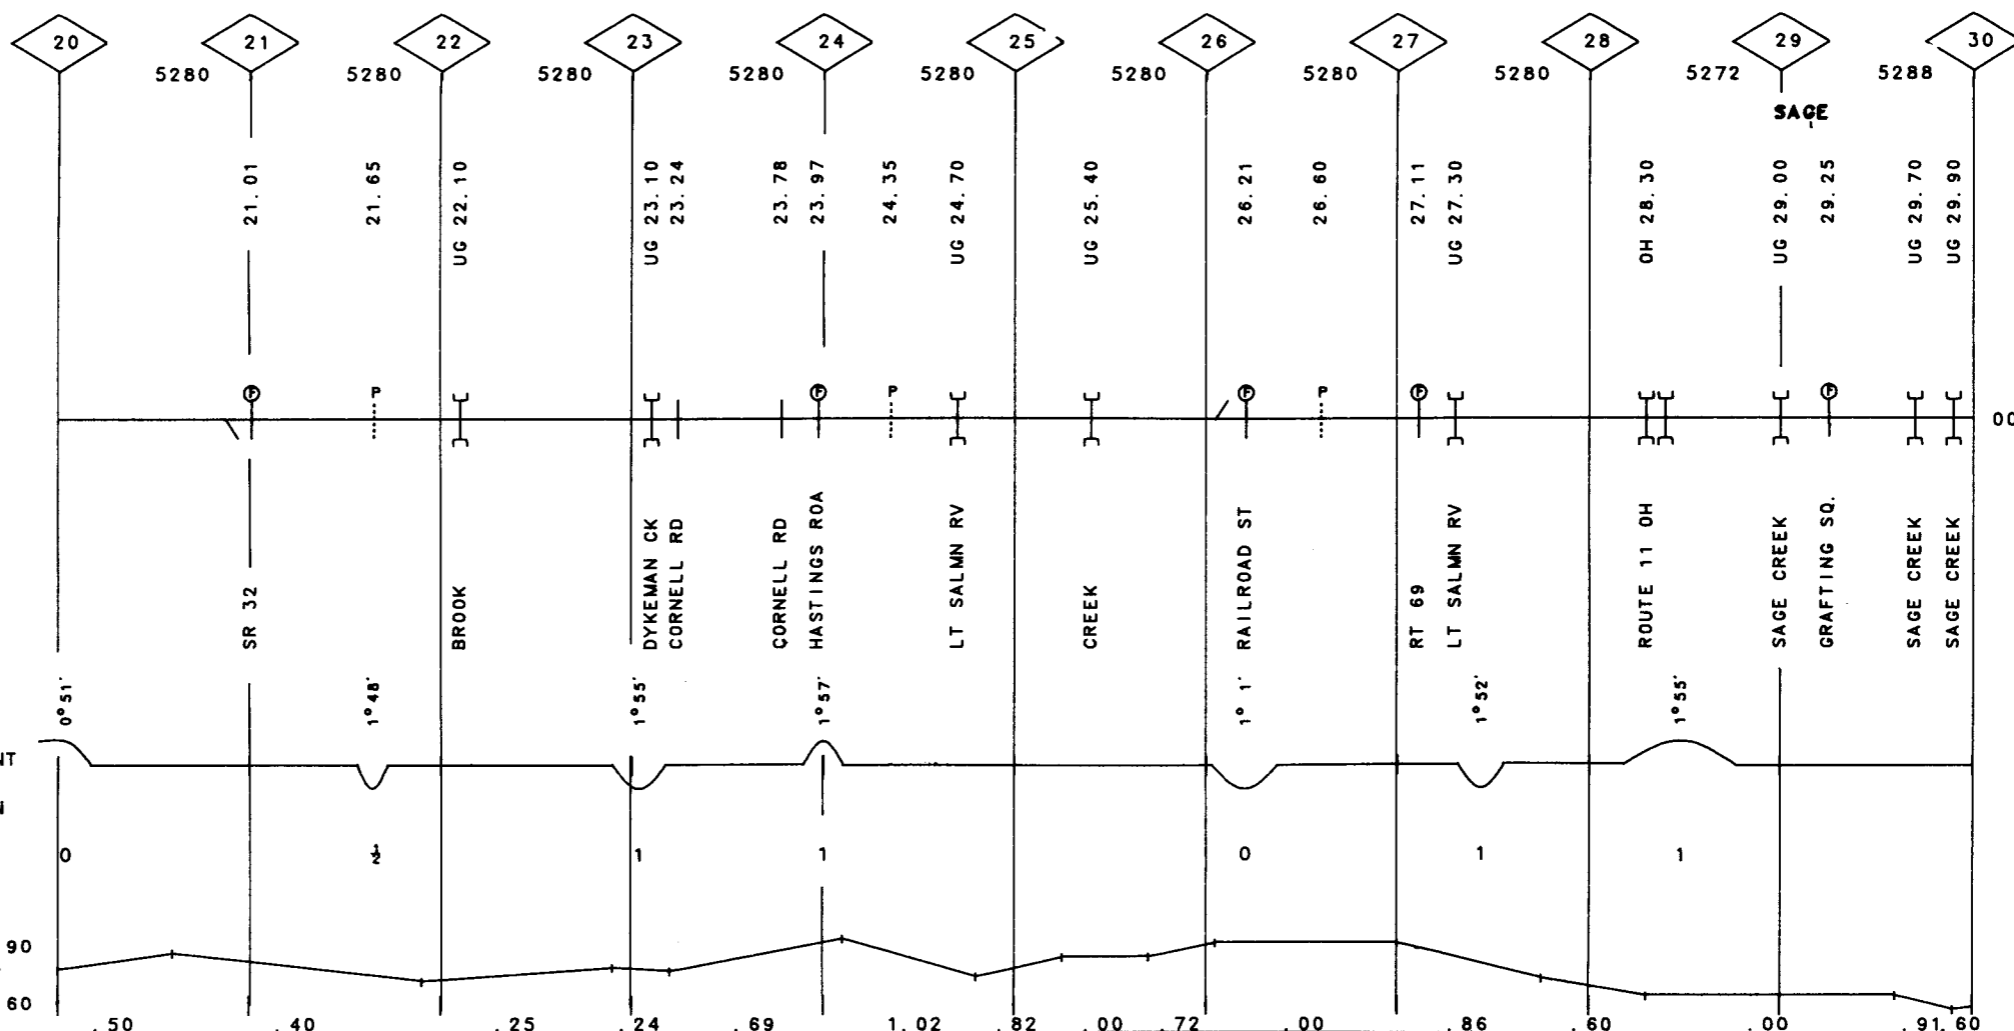 20 21 22 23 24 25 26 27 28 29 30
5280 5280 5280 5280 5280 5280 5280 5280 5272 5288
SAGE
21.01
21.65
UG 22.10
UG 23.10
23.24
23.78
23.97
24.35
UG 24.70
UG 25.40
26.21
26.60
27.11
UG 27.30
OH 28.30
UG 29.00
29.25
UG 29.70
UG 29.90
F P F P F P F F
00
SR 32
BROOK
DYKEMAN CK
CORNELL RD
CORNELL RD
HASTINGS ROA
LT SALMN RV
CREEK
RAILROAD ST
RT 69
LT SALMN RV
ROUTE 11 OH
SAGE CREEK
GRAFTING SQ.
SAGE CREEK
SAGE CREEK
0°51' 1°48' 1°55' 1°57' 1° 1' 1°52' 1°55'
NT
N
0 ½ 1 1 0 1 1
90
60
.50 .40 .25 .24 .69 1.02 .82 .00 .72 .00 .86 .60 .00 .91 .60